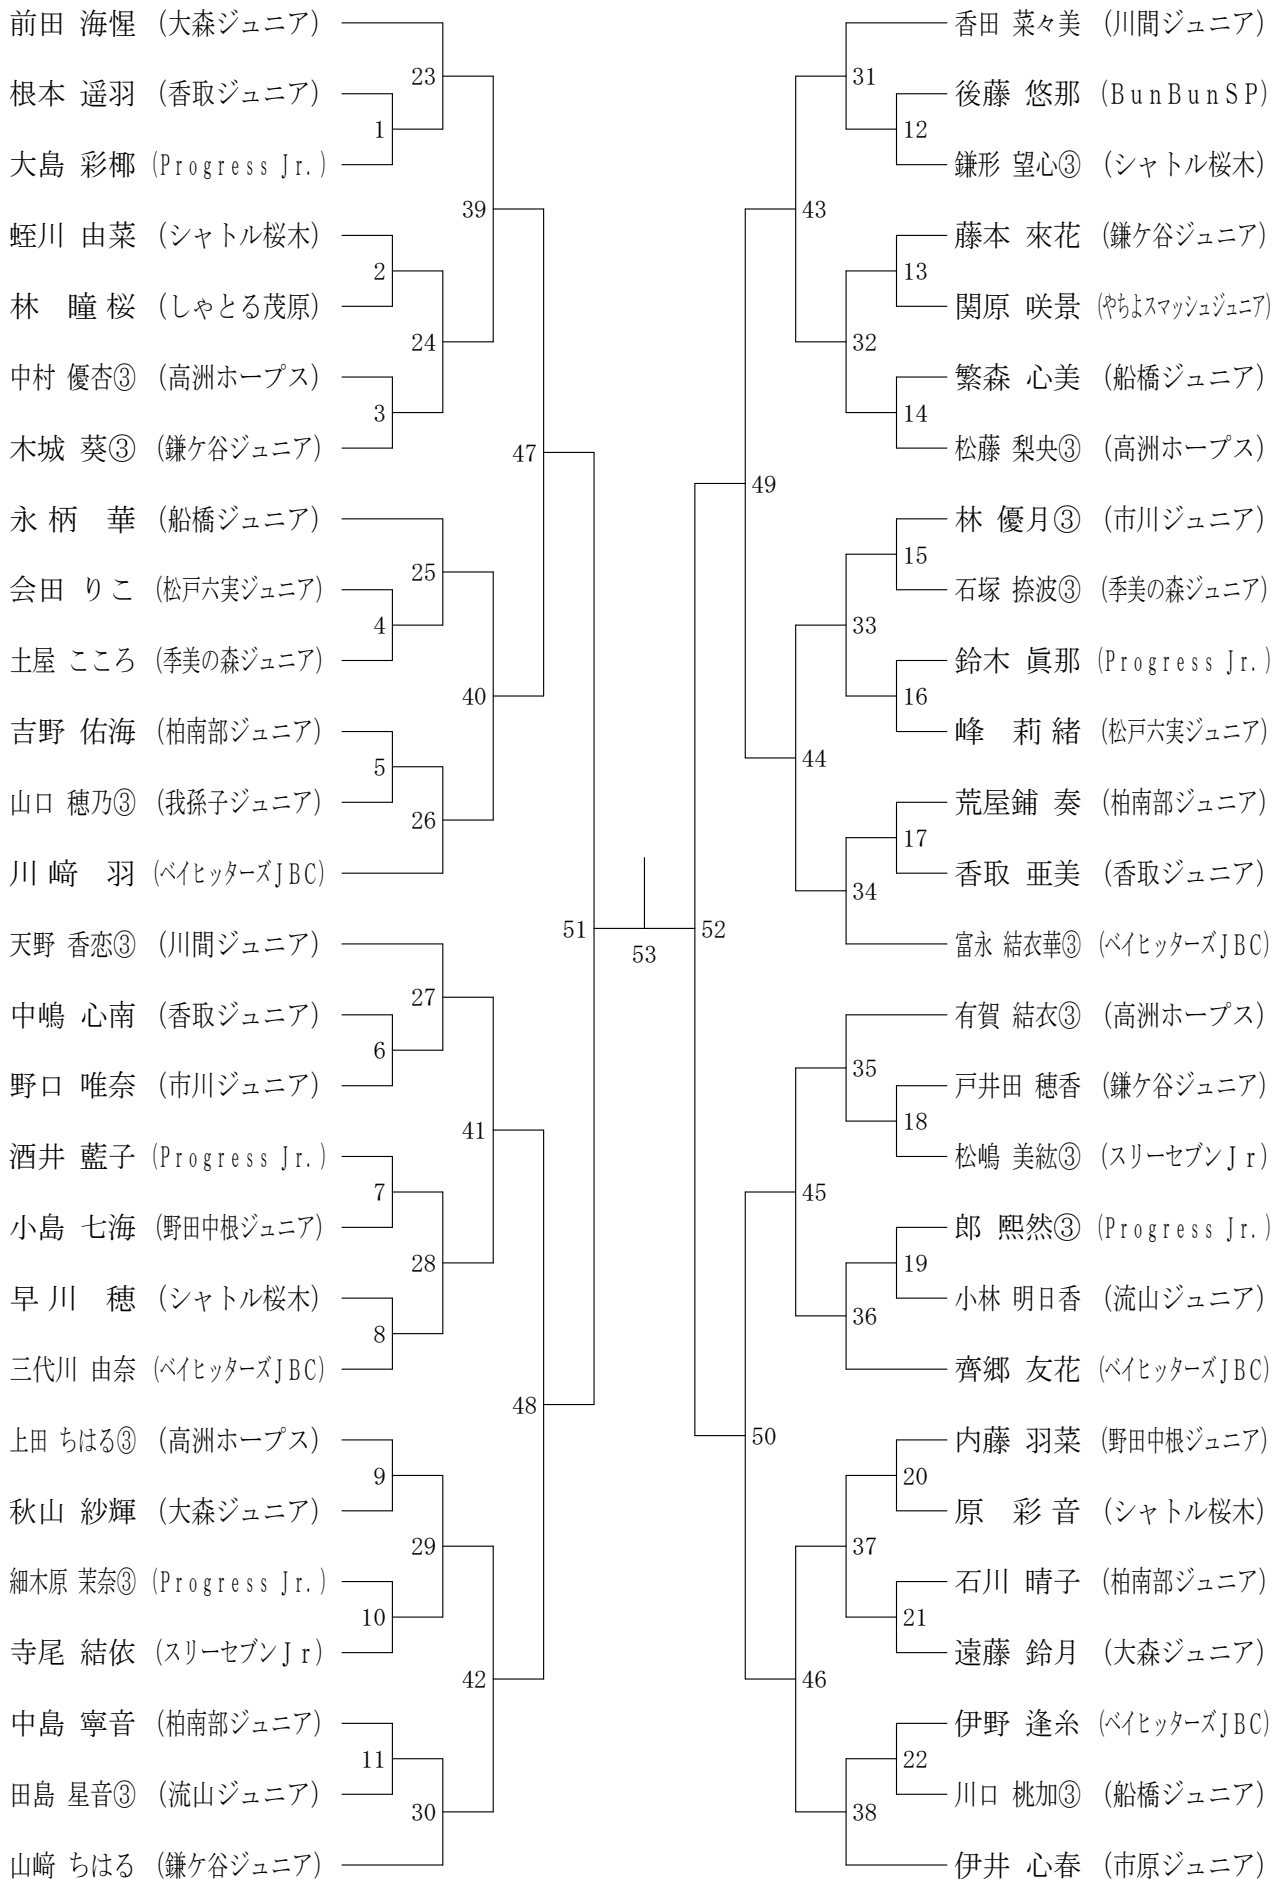 前田 海惺 (大森ジュニア)
23
根本 遥羽 (香取ジュニア)
1
大島 彩椰 (Progress Jr.)
39
蛭川 由菜 (シャトル桜木)
2
林 瞳桜 (しゃとる茂原)
24
中村 優杏③ (高洲ホープス)
3
木城 葵③ (鎌ケ谷ジュニア)
47
永柄 華 (船橋ジュニア)
25
会田 りこ (松戸六実ジュニア)
4
土屋 こころ (季美の森ジュニア)
40
吉野 佑海 (柏南部ジュニア)
5
山口 穂乃③ (我孫子ジュニア)
26
川﨑 羽 (ベイヒッターズJBC)
51
天野 香恋③ (川間ジュニア)
27
中嶋 心南 (香取ジュニア)
6
野口 唯奈 (市川ジュニア)
41
酒井 藍子 (Progress Jr.)
7
小島 七海 (野田中根ジュニア)
28
早川 穂 (シャトル桜木)
8
三代川 由奈 (ベイヒッターズJBC)
48
上田 ちはる③ (高洲ホープス)
9
秋山 紗輝 (大森ジュニア)
29
細木原 茉奈③ (Progress Jr.)
10
寺尾 結依 (スリーセブンJr)
42
中島 寧音 (柏南部ジュニア)
11
田島 星音③ (流山ジュニア)
30
山﨑 ちはる (鎌ケ谷ジュニア)
53
香田 菜々美 (川間ジュニア)
31
後藤 悠那 (BunBunSP)
12
鎌形 望心③ (シャトル桜木)
43
藤本 來花 (鎌ケ谷ジュニア)
13
関原 咲景 (やちよスマッシュジュニア)
32
繁森 心美 (船橋ジュニア)
14
松藤 梨央③ (高洲ホープス)
49
林 優月③ (市川ジュニア)
15
石塚 捺波③ (季美の森ジュニア)
33
鈴木 眞那 (Progress Jr.)
16
峰 莉緒 (松戸六実ジュニア)
44
荒屋鋪 奏 (柏南部ジュニア)
17
香取 亜美 (香取ジュニア)
34
富永 結衣華③ (ベイヒッターズJBC)
52
有賀 結衣③ (高洲ホープス)
35
戸井田 穂香 (鎌ケ谷ジュニア)
18
松嶋 美紘③ (スリーセブンJr)
45
郎 熙然③ (Progress Jr.)
19
小林 明日香 (流山ジュニア)
36
齊郷 友花 (ベイヒッターズJBC)
50
内藤 羽菜 (野田中根ジュニア)
20
原 彩音 (シャトル桜木)
37
石川 晴子 (柏南部ジュニア)
21
遠藤 鈴月 (大森ジュニア)
46
伊野 逢糸 (ベイヒッターズJBC)
22
川口 桃加③ (船橋ジュニア)
38
伊井 心春 (市原ジュニア)